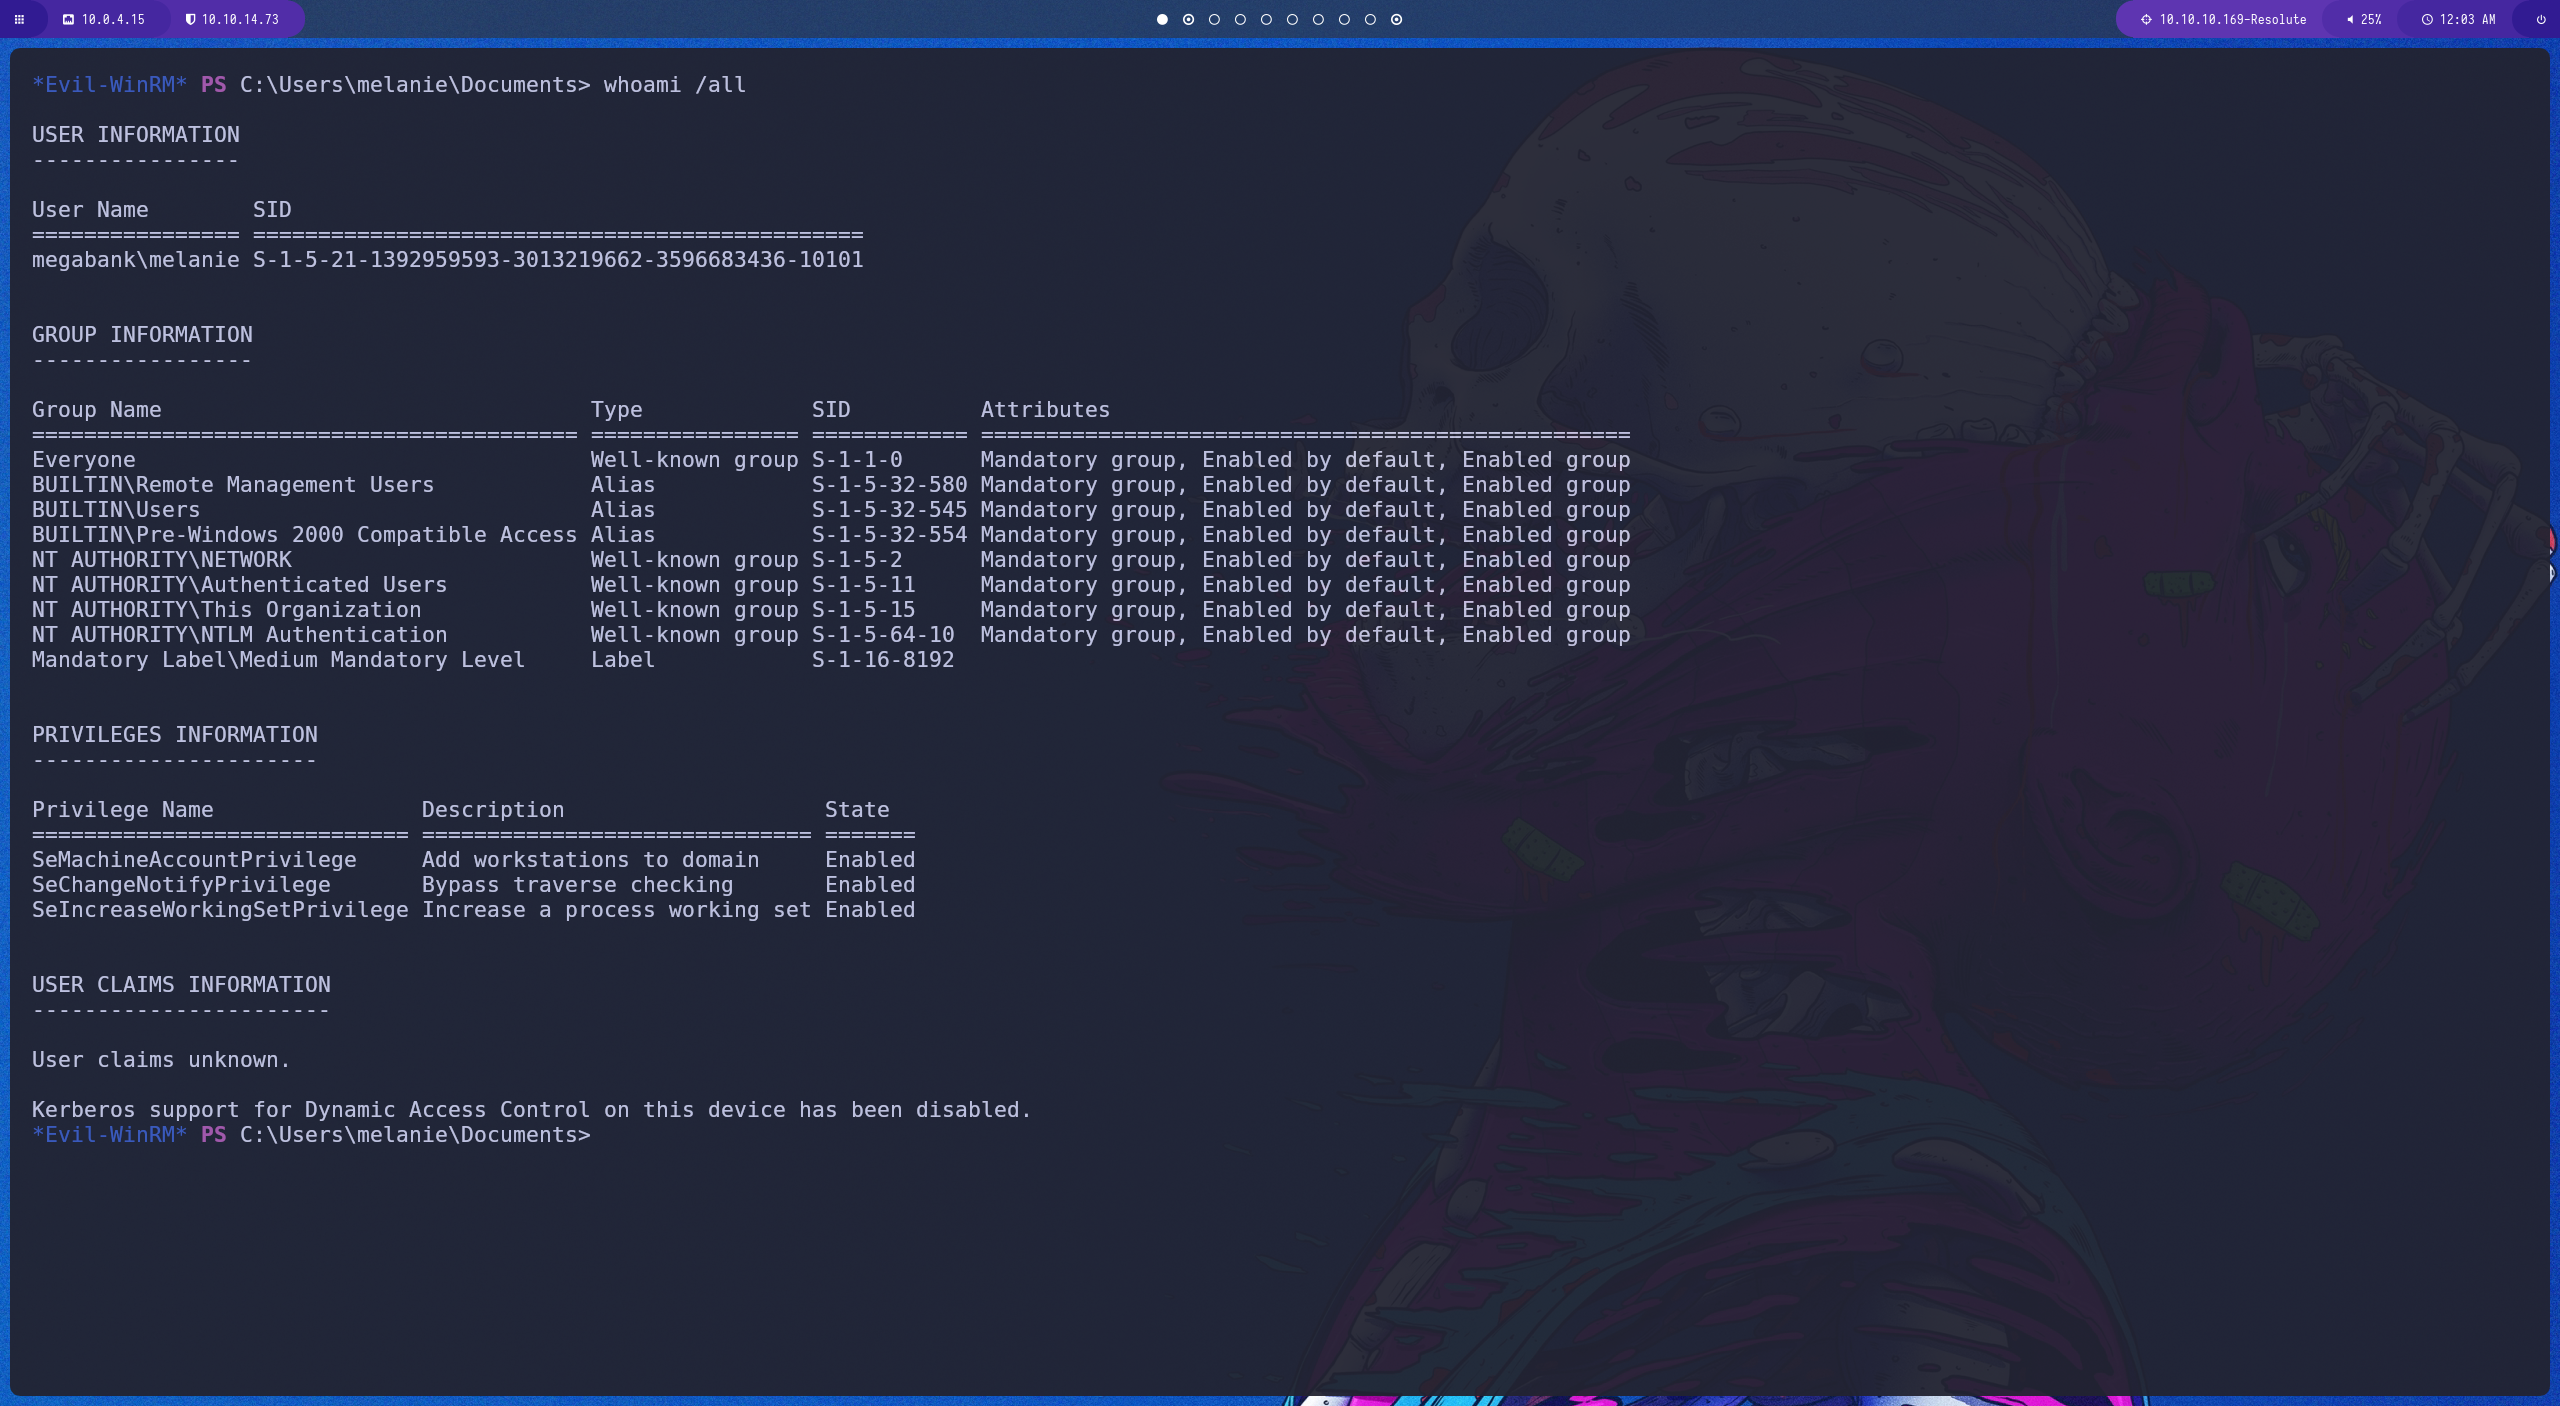 10.0.4.15 10.10.14.73 10.10.10.169-Resolute 25% 12:03 AM
*Evil-WinRM* PS C:\Users\melanie\Documents> whoami /all
USER INFORMATION
----------------
User Name        SID
================ ===============================================
megabank\melanie S-1-5-21-1392959593-3013219662-3596683436-10101
GROUP INFORMATION
-----------------
Group Name                                 Type             SID          Attributes
========================================== ================ ============ ==================================================
Everyone                                   Well-known group S-1-1-0      Mandatory group, Enabled by default, Enabled group
BUILTIN\Remote Management Users            Alias            S-1-5-32-580 Mandatory group, Enabled by default, Enabled group
BUILTIN\Users                              Alias            S-1-5-32-545 Mandatory group, Enabled by default, Enabled group
BUILTIN\Pre-Windows 2000 Compatible Access Alias            S-1-5-32-554 Mandatory group, Enabled by default, Enabled group
NT AUTHORITY\NETWORK                       Well-known group S-1-5-2      Mandatory group, Enabled by default, Enabled group
NT AUTHORITY\Authenticated Users           Well-known group S-1-5-11     Mandatory group, Enabled by default, Enabled group
NT AUTHORITY\This Organization             Well-known group S-1-5-15     Mandatory group, Enabled by default, Enabled group
NT AUTHORITY\NTLM Authentication           Well-known group S-1-5-64-10  Mandatory group, Enabled by default, Enabled group
Mandatory Label\Medium Mandatory Level     Label            S-1-16-8192
PRIVILEGES INFORMATION
----------------------
Privilege Name                Description                    State
============================= ============================== =======
SeMachineAccountPrivilege     Add workstations to domain     Enabled
SeChangeNotifyPrivilege       Bypass traverse checking       Enabled
SeIncreaseWorkingSetPrivilege Increase a process working set Enabled
USER CLAIMS INFORMATION
-----------------------
User claims unknown.
Kerberos support for Dynamic Access Control on this device has been disabled.
*Evil-WinRM* PS C:\Users\melanie\Documents>